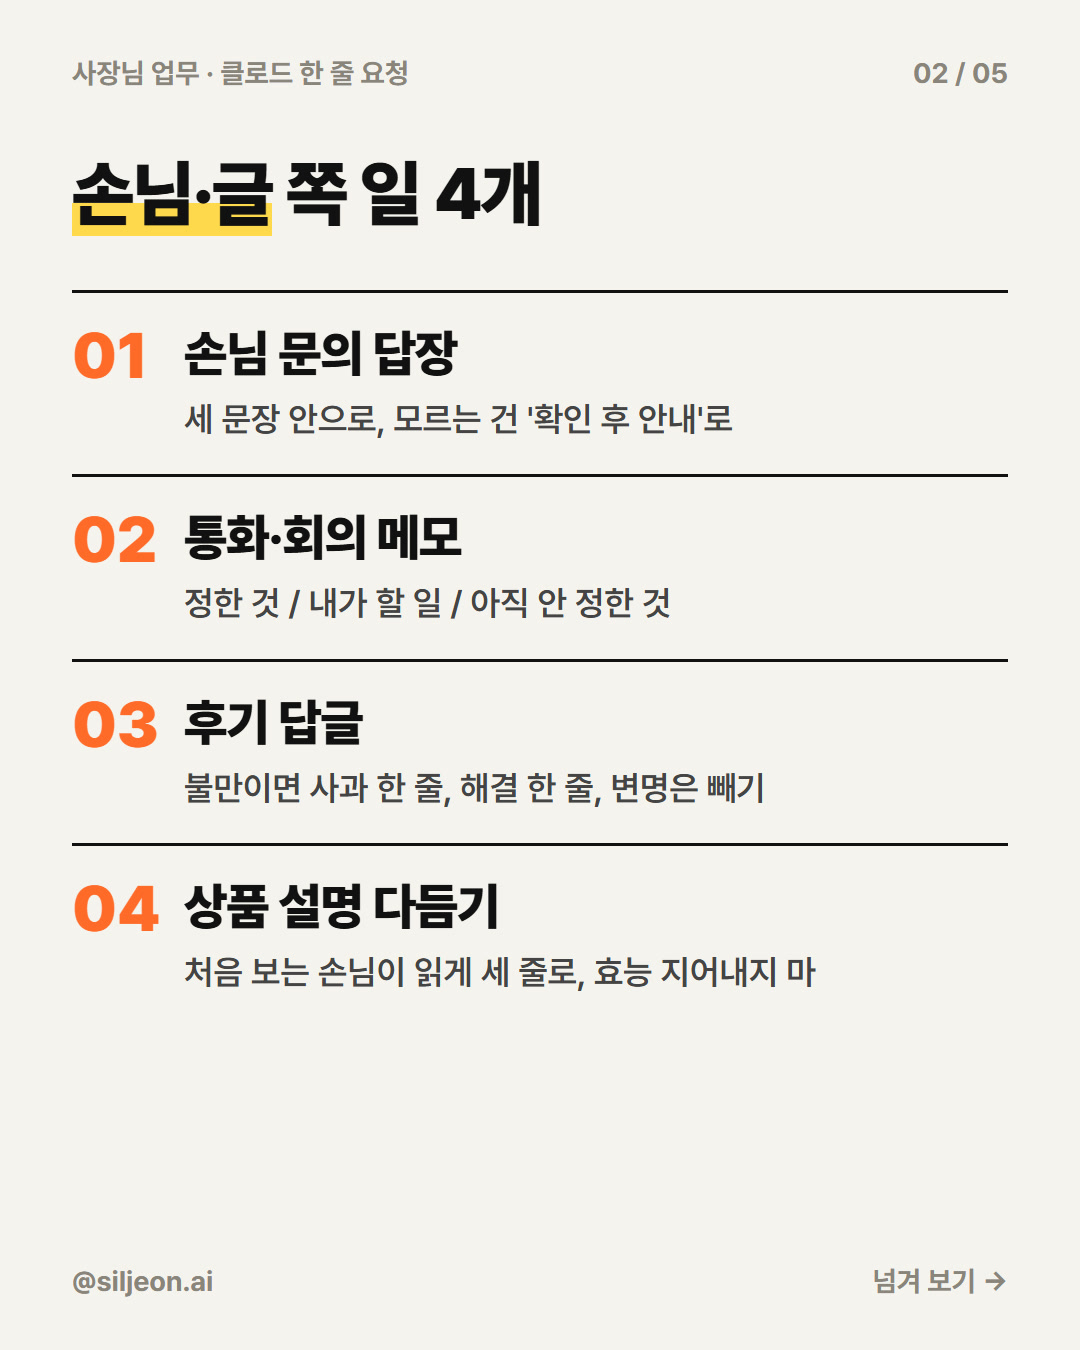 사장님 업무 · 클로드 한 줄 요청
02 / 05
손님·글 쪽 일 4개
01 손님 문의 답장
세 문장 안으로, 모르는 건 '확인 후 안내'로
02 통화·회의 메모
정한 것 / 내가 할 일 / 아직 안 정한 것
03 후기 답글
불만이면 사과 한 줄, 해결 한 줄, 변명은 빼기
04 상품 설명 다듬기
처음 보는 손님이 읽게 세 줄로, 효능 지어내지 마
@siljeon.ai
넘겨 보기 →